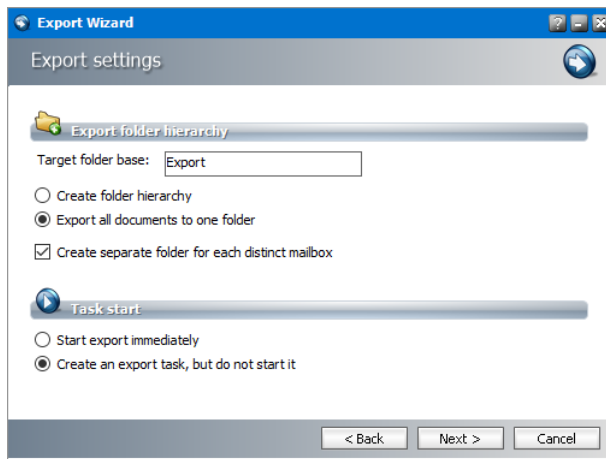 Export Wizard
Export settings
Export folder hierarchy
Target folder base: Export
Create folder hierarchy
Export all documents to one folder
Create separate folder for each distinct mailbox
Task start
Start export immediately
Create an export task, but do not start it
< Back Next > Cancel